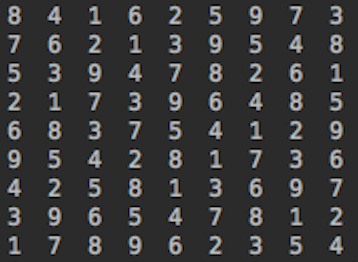 8 4 1 6 2 5 9 7 3
7 6 2 1 3 9 5 4 8
5 3 9 4 7 8 2 6 1
2 1 7 3 9 6 4 8 5
6 8 3 7 5 4 1 2 9
9 5 4 2 8 1 7 3 6
4 2 5 8 1 3 6 9 7
3 9 6 5 4 7 8 1 2
1 7 8 9 6 2 3 5 4